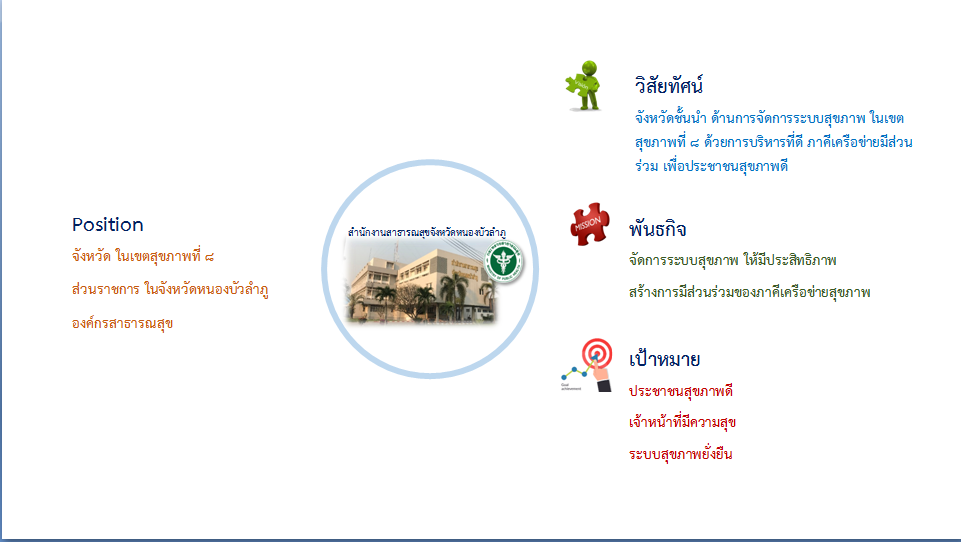 วิสัยทัศน์
จังหวัดชั้นนำ ด้านการจัดการระบบสุขภาพ ในเขต
สุขภาพที่ ๘ ด้วยการบริหารที่ดี ภาคีเครือข่ายมีส่วน
ร่วม เพื่อประชาชนสุขภาพดี
Position
จังหวัด ในเขตสุขภาพที่ ๘
ส่วนราชการ ในจังหวัดหนองบัวลำภู
องค์กรสาธารณสุข
สำนักงานสาธารณสุขจังหวัดหนองบัวลำภู
MISSION
พันธกิจ
จัดการระบบสุขภาพ ให้มีประสิทธิภาพ
สร้างการมีส่วนร่วมของภาคีเครือข่ายสุขภาพ
Goal
achievement
เป้าหมาย
ประชาชนสุขภาพดี
เจ้าหน้าที่มีความสุข
ระบบสุขภาพยั่งยืน